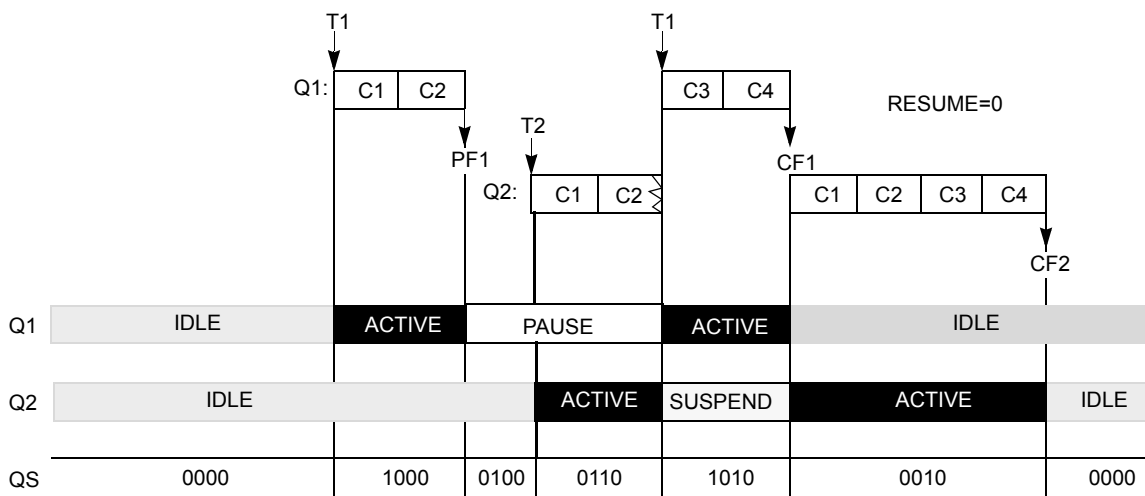 T1 T1
Q1: C1 C2 C3 C4
RESUME=0
T2
PF1 CF1
Q2: C1 C2 C1 C2 C3 C4
CF2
Q1 IDLE ACTIVE PAUSE ACTIVE IDLE
Q2 IDLE ACTIVE SUSPEND ACTIVE IDLE
QS 0000 1000 0100 0110 1010 0010 0000